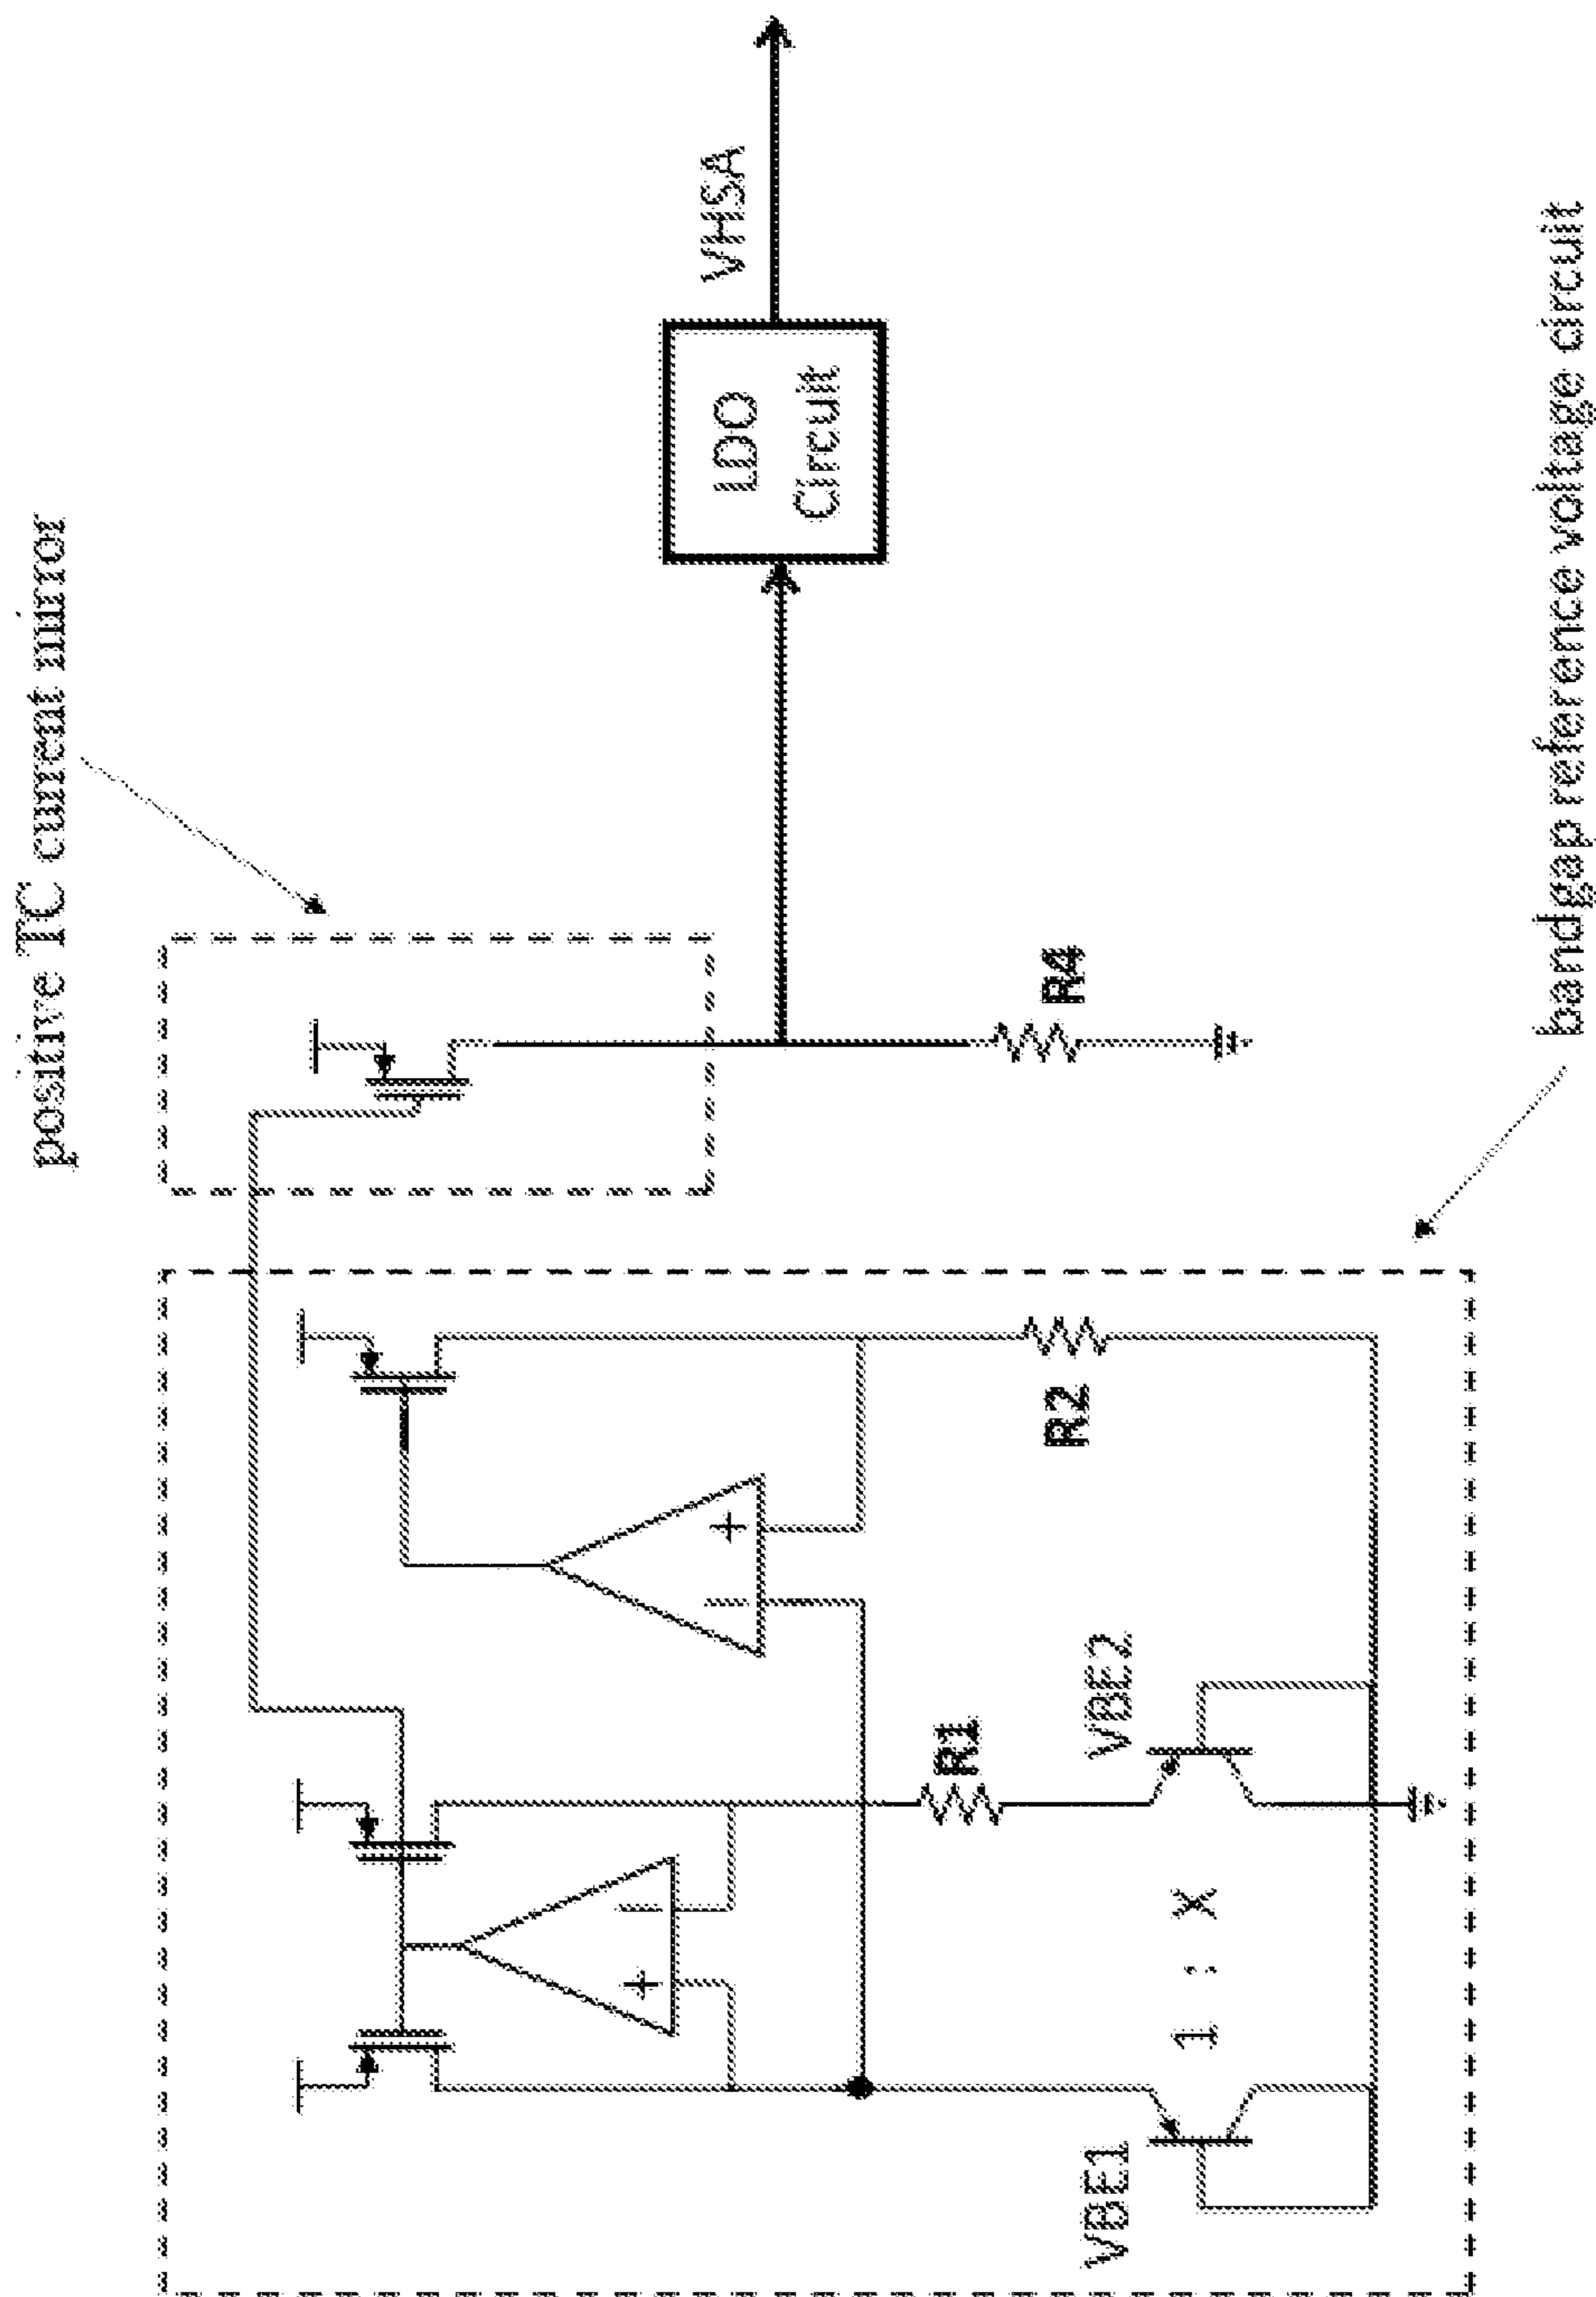 positive TC current mirror
VHSA
LDO
Circuit
R4
+
-
R2
+
-
R1
VBE1
1 : X
VBE2
bandgap reference voltage circuit